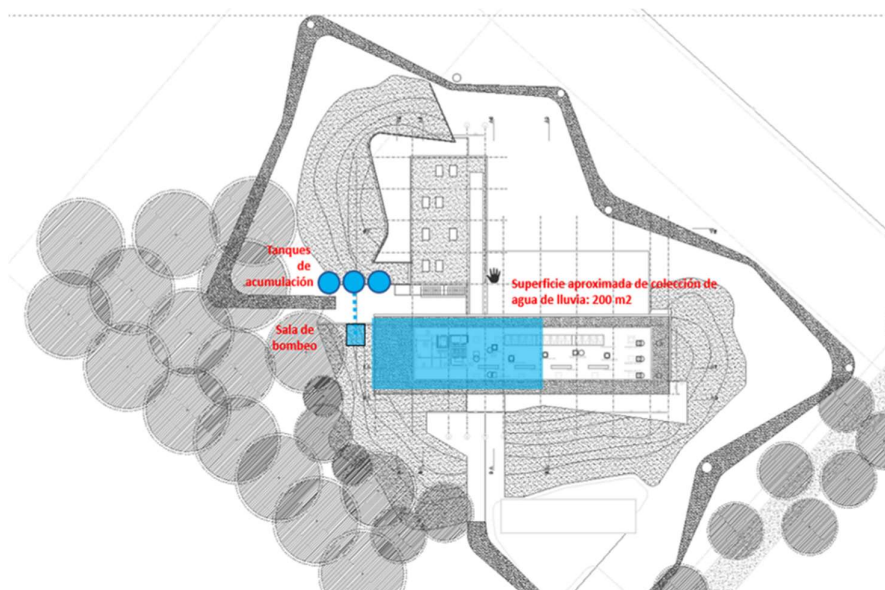 Tanques
de
acumulación
Superficie aproximada de colección de
agua de lluvia: 200 m2
Sala de
bombeo